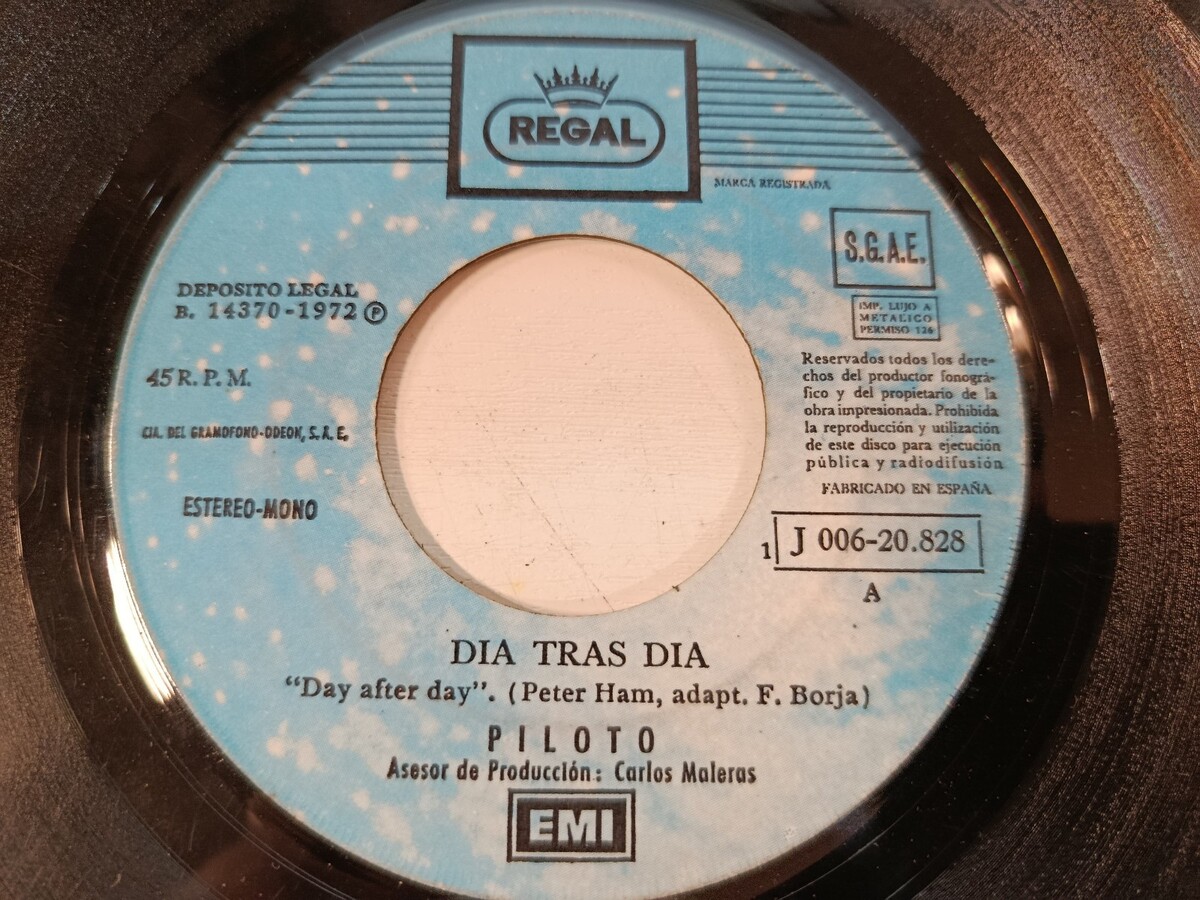 REGAL
MARCA REGISTRADA
S.G.A.E.
IMP. LUJO A
METALICO
PERMISO 126
DEPOSITO LEGAL
B. 14370-1972 Ⓟ
45 R. P. M.
CIA. DEL GRAMOFONO-ODEON, S. A. E.
ESTEREO-MONO
Reservados todos los dere-
chos del productor fonográ-
fico y del propietario de la
obra impresionada. Prohibida
la reproducción y utilización
de este disco para ejecución
pública y radiodifusión
FABRICADO EN ESPAÑA
1 J 006-20.828
A
DIA TRAS DIA
"Day after day". (Peter Ham, adapt. F. Borja)
PILOTO
Asesor de Producción: Carlos Maleras
EMI